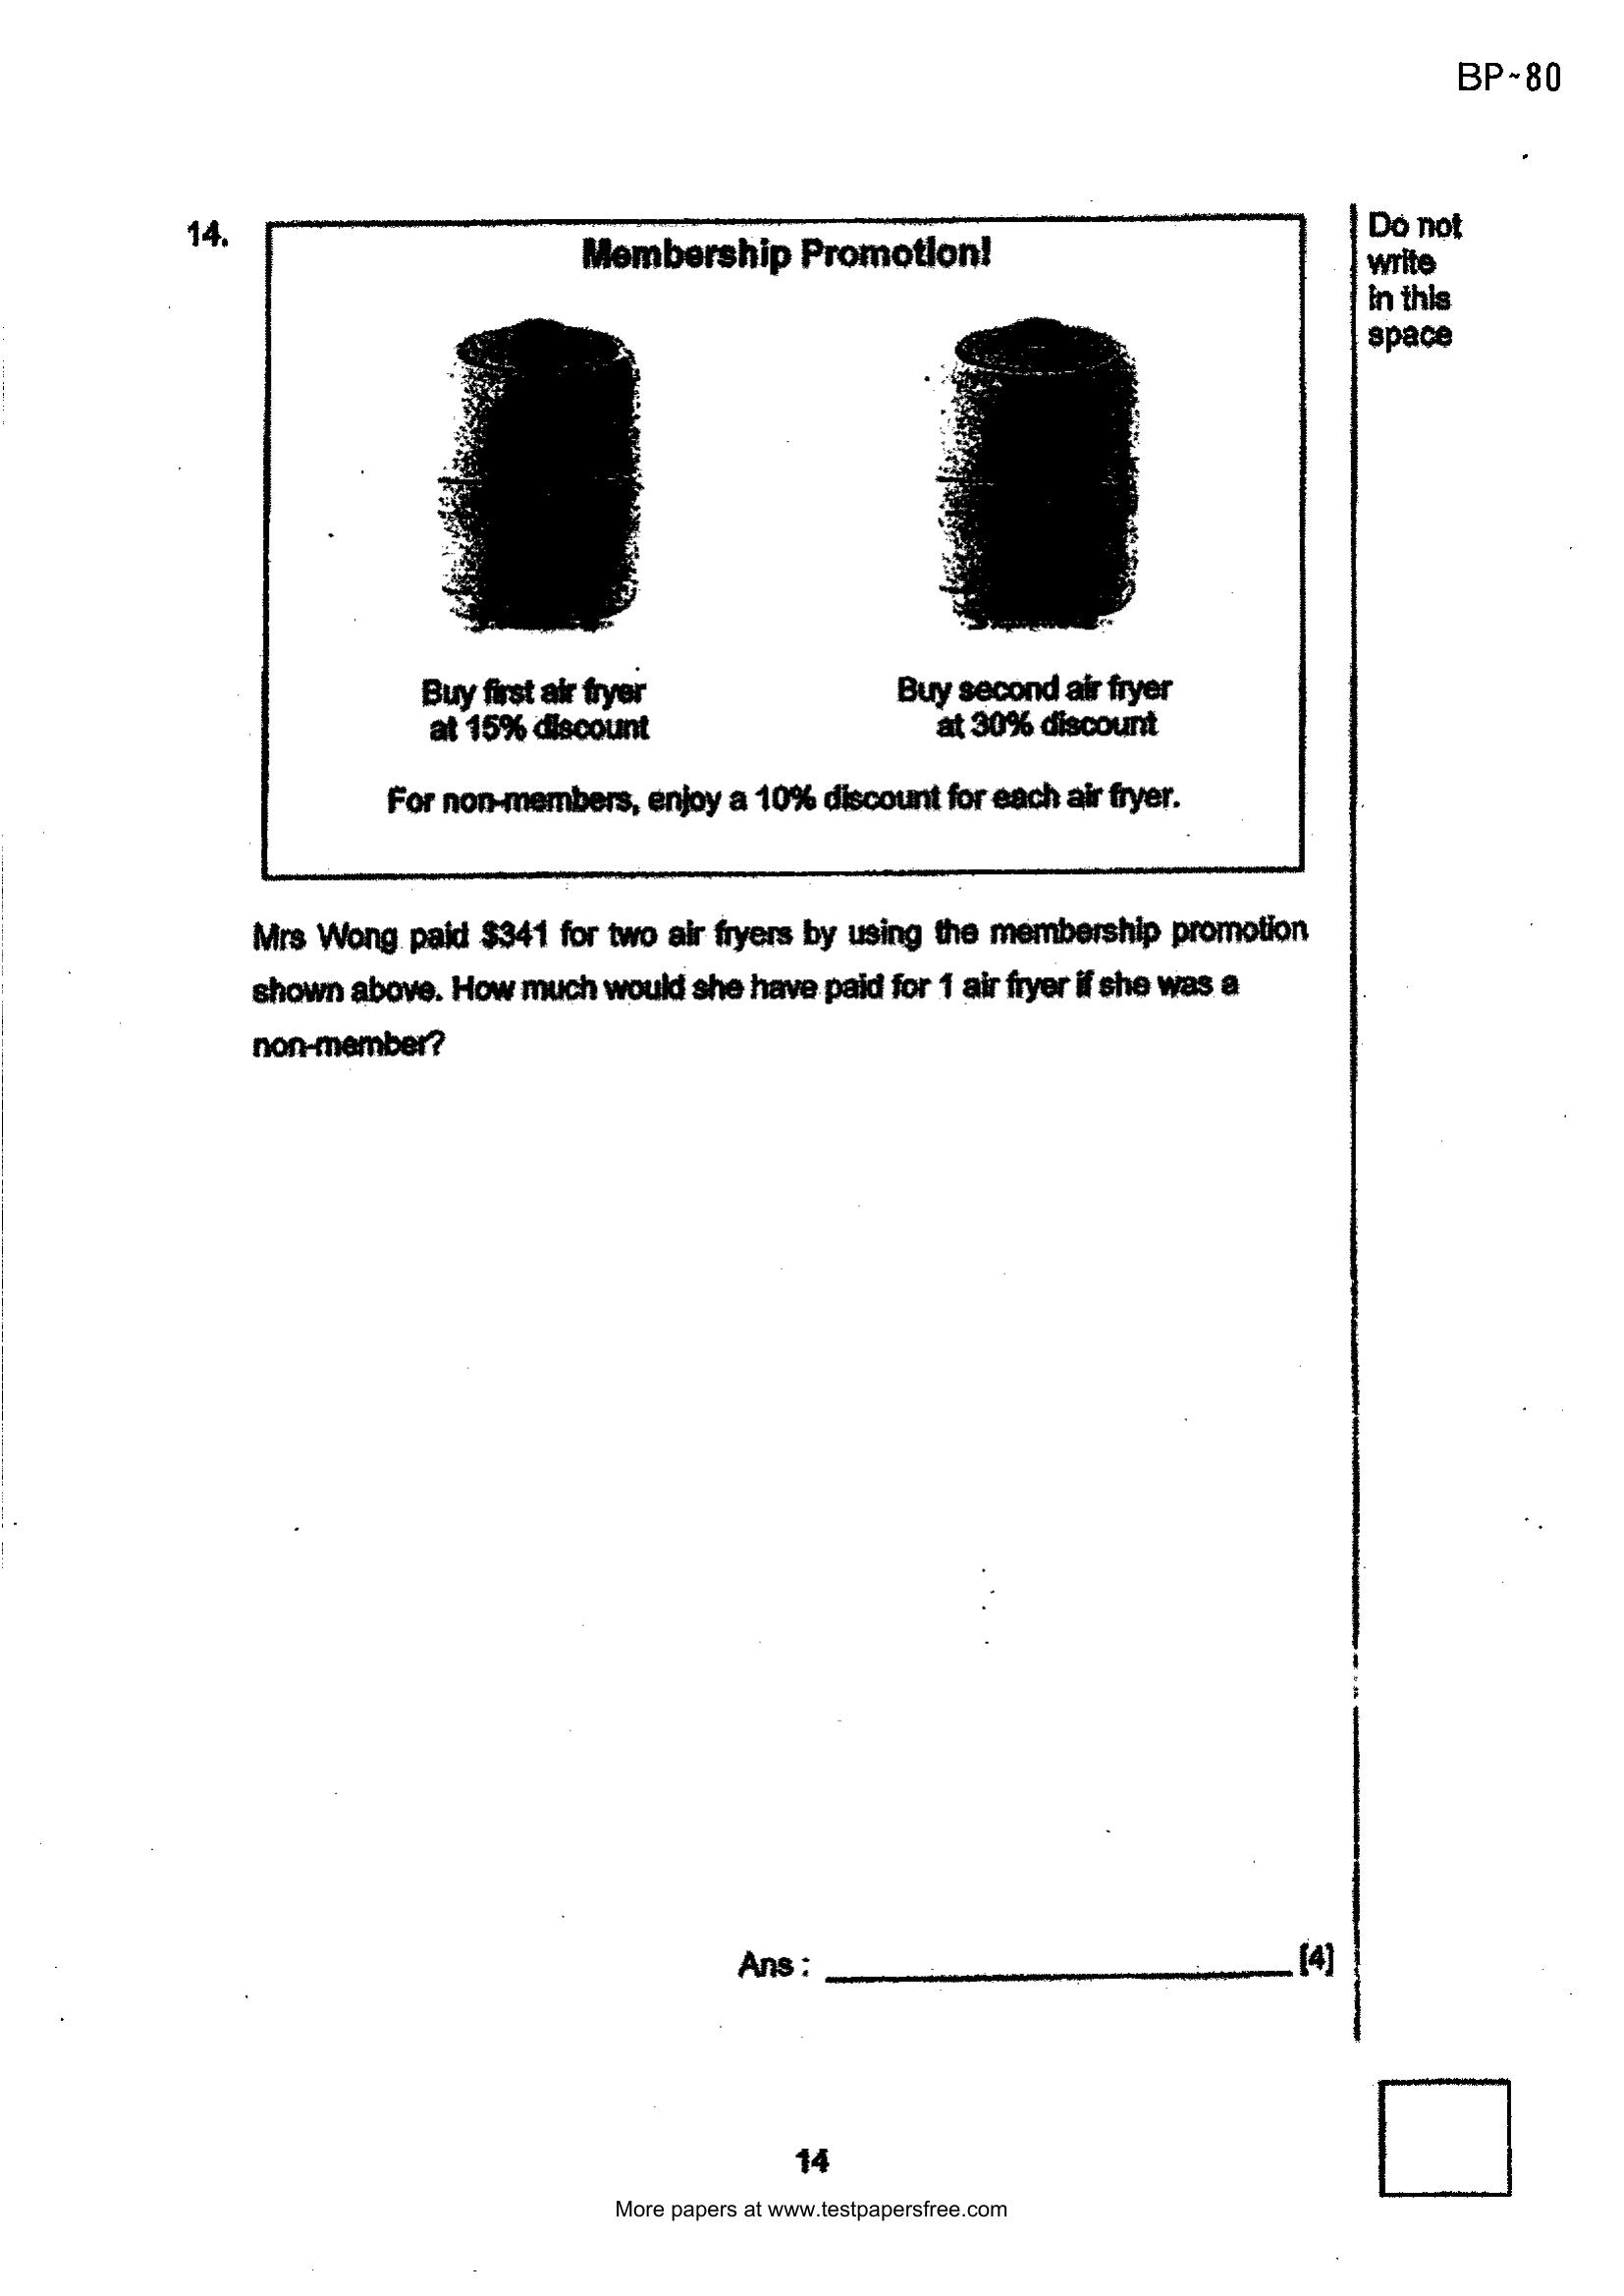 BP~80
14.
Membership Promotion!
Do not
write
in this
space
Buy first air fryer
at 15% discount
Buy second air fryer
at 30% discount
For non-members, enjoy a 10% discount for each air fryer.
Mrs Wong paid $341 for two air fryers by using the membership promotion
shown above. How much would she have paid for 1 air fryer if she was a
non-member?
Ans : [4]
14
More papers at www.testpapersfree.com